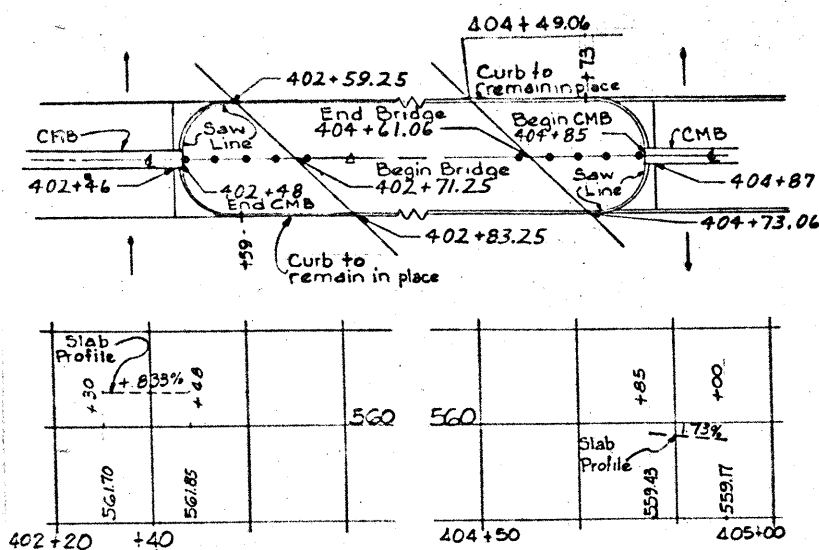 404+49.06
+73
402+59.25
Curb to
remain in place
CMB
Saw
Line
End Bridge
404+61.06
Begin CMB
404+85
CMB
402+46
402+48
End CMB
Begin Bridge
402+71.25
Saw
Line
404+87
+59
402+83.25
404+73.06
Curb to
remain in place
Slab
Profile
+.833%
+30
+48
560
560
+85
+00
1.73%
Slab
Profile
561.70
561.85
559.43
559.17
402+20
+40
404+50
405+00